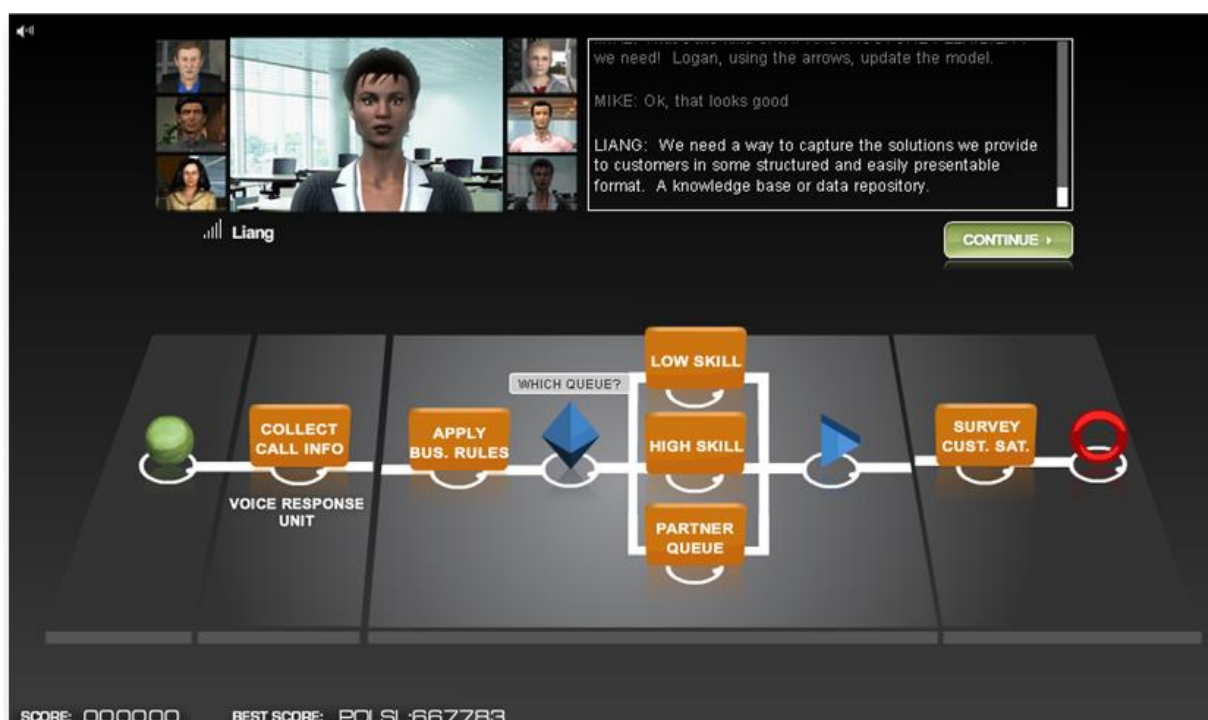 we need! Logan, using the arrows, update the model.
MIKE: Ok, that looks good
LIANG: We need a way to capture the solutions we provide
to customers in some structured and easily presentable
format. A knowledge base or data repository.
Liang
CONTINUE
WHICH QUEUE?
LOW SKILL
COLLECT
CALL INFO
VOICE RESPONSE
UNIT
APPLY
BUS. RULES
HIGH SKILL
PARTNER
QUEUE
SURVEY
CUST. SAT.
SCORE: 000000
BEST SCORE: